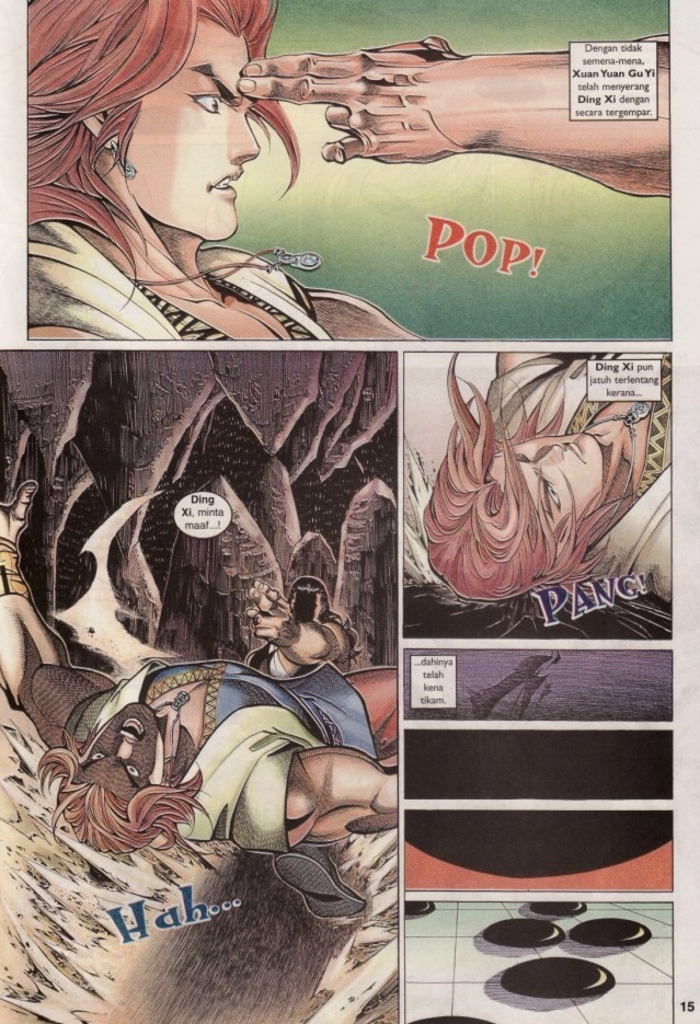 Dengan tidak
semena-mena,
Xuan Yuan Gu Yi
telah menyerang
Ding Xi dengan
secara tergempar.
POP!
Ding
Xi, minta
maaf...!
Hah...
Ding Xi pun
jatuh terlentang
kerana...
PANG!
...dahinya
telah
kena
tikam.
15